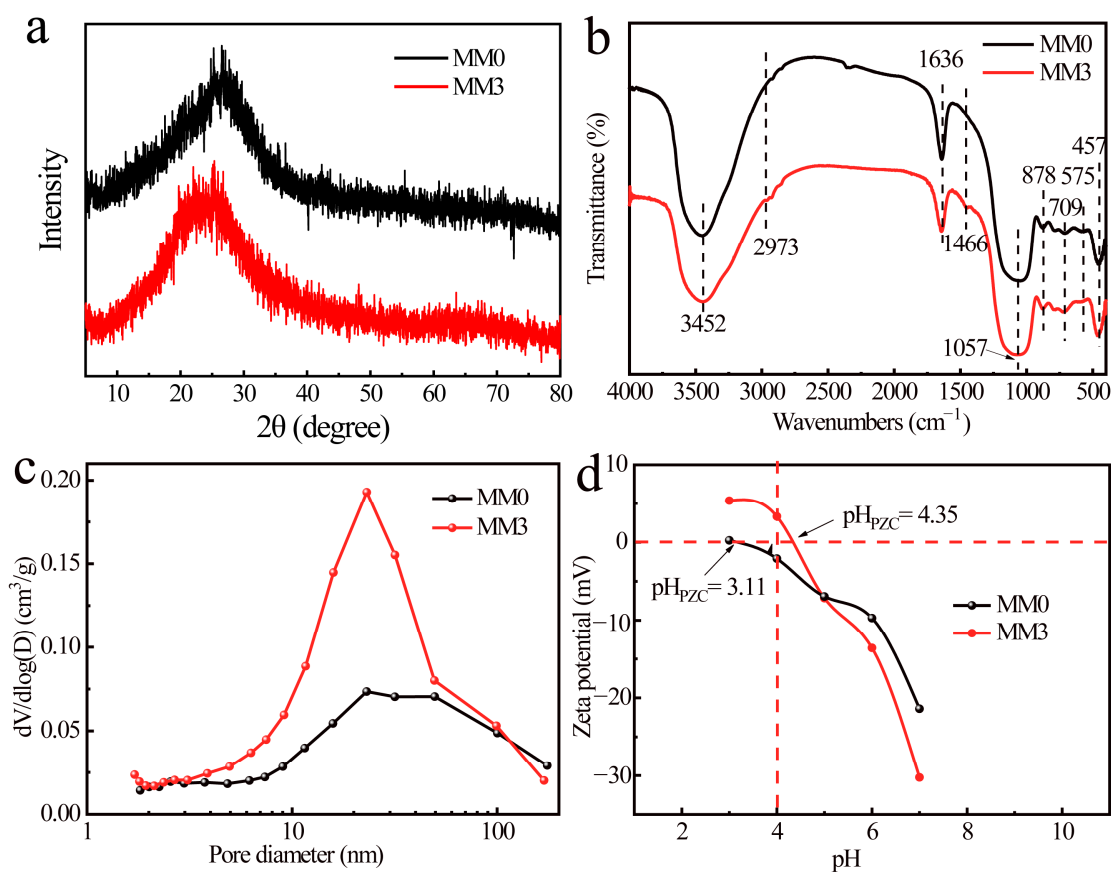 a
MM0
MM3
Intensity
10 20 30 40 50 60 70 80
2θ (degree)
b
MM0
MM3
1636
457
878 575
709
2973
1466
3452
1057
Transmittance (%)
4000 3500 3000 2500 2000 1500 1000 500
Wavenumbers (cm⁻¹)
c
MM0
MM3
0.20
0.15
0.10
0.05
0.00
dV/dlog(D) (cm³/g)
1 10 100
Pore diameter (nm)
d
pH_PZC= 4.35
pH_PZC= 3.11
MM0
MM3
10
0
−10
−20
−30
Zeta potential (mV)
2 4 6 8 10
pH